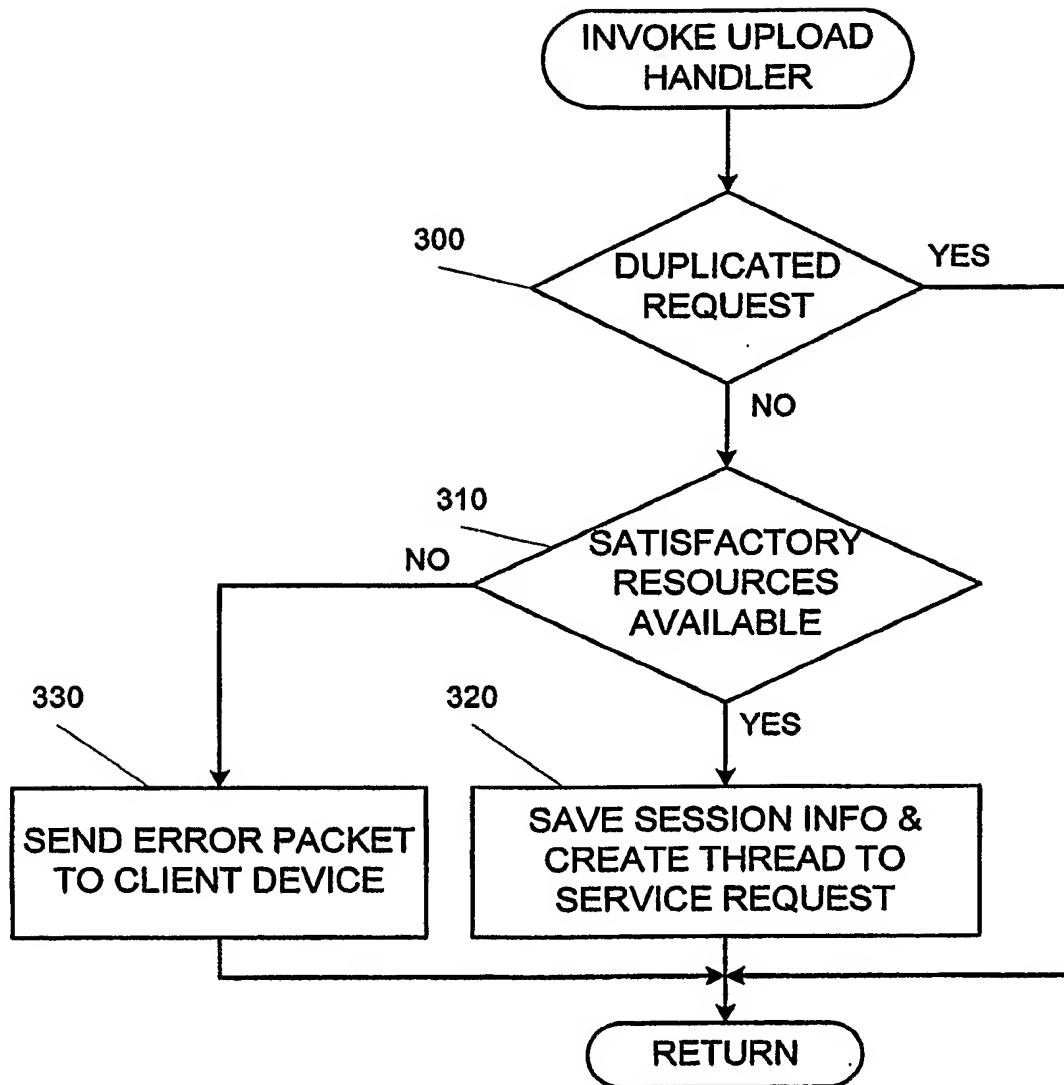 INVOKE UPLOAD
HANDLER
300
DUPLICATED
REQUEST
YES
NO
310
SATISFACTORY
RESOURCES
AVAILABLE
NO
YES
330
SEND ERROR PACKET
TO CLIENT DEVICE
320
SAVE SESSION INFO &
CREATE THREAD TO
SERVICE REQUEST
RETURN